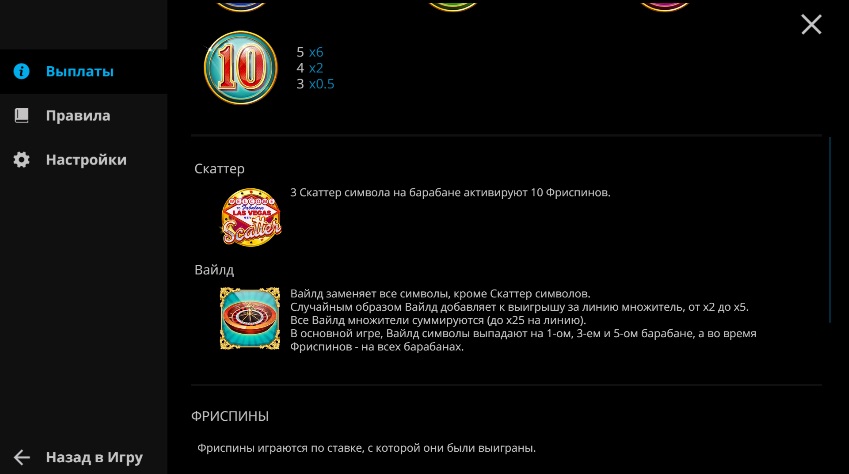 Выплаты
Правила
Настройки
Назад в Игру
10
5 x6
4 x2
3 x0.5
Скаттер
WELCOME
to Fabulous
LAS VEGAS
Scatter
3 Скаттер символа на барабане активируют 10 Фриспинов.
Вайлд
Вайлд заменяет все символы, кроме Скаттер символов.
Случайным образом Вайлд добавляет к выигрышу за линию множитель, от x2 до x5.
Все Вайлд множители суммируются (до x25 на линию).
В основной игре, Вайлд символы выпадают на 1-ом, 3-ем и 5-ом барабане, а во время
Фриспинов - на всех барабанах.
ФРИСПИНЫ
Фриспины играются по ставке, с которой они были выиграны.